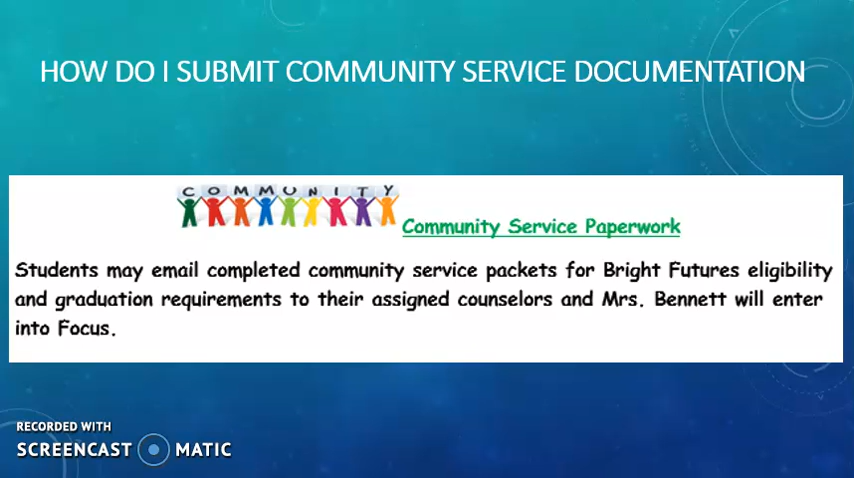 HOW DO I SUBMIT COMMUNITY SERVICE DOCUMENTATION
COMMUNITY
Community Service Paperwork
Students may email completed community service packets for Bright Futures eligibility
and graduation requirements to their assigned counselors and Mrs. Bennett will enter
into Focus.
RECORDED WITH
SCREENCAST MATIC